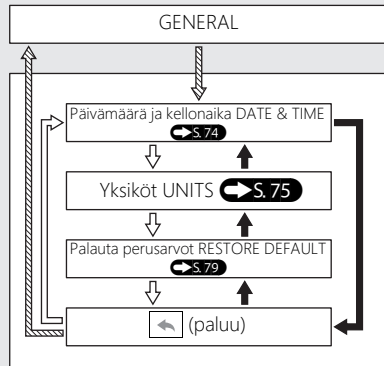 GENERAL
Päivämäärä ja kellonaika DATE & TIME
S. 74
Yksiköt UNITS S. 75
Palauta perusarvot RESTORE DEFAULT
S. 79
(paluu)